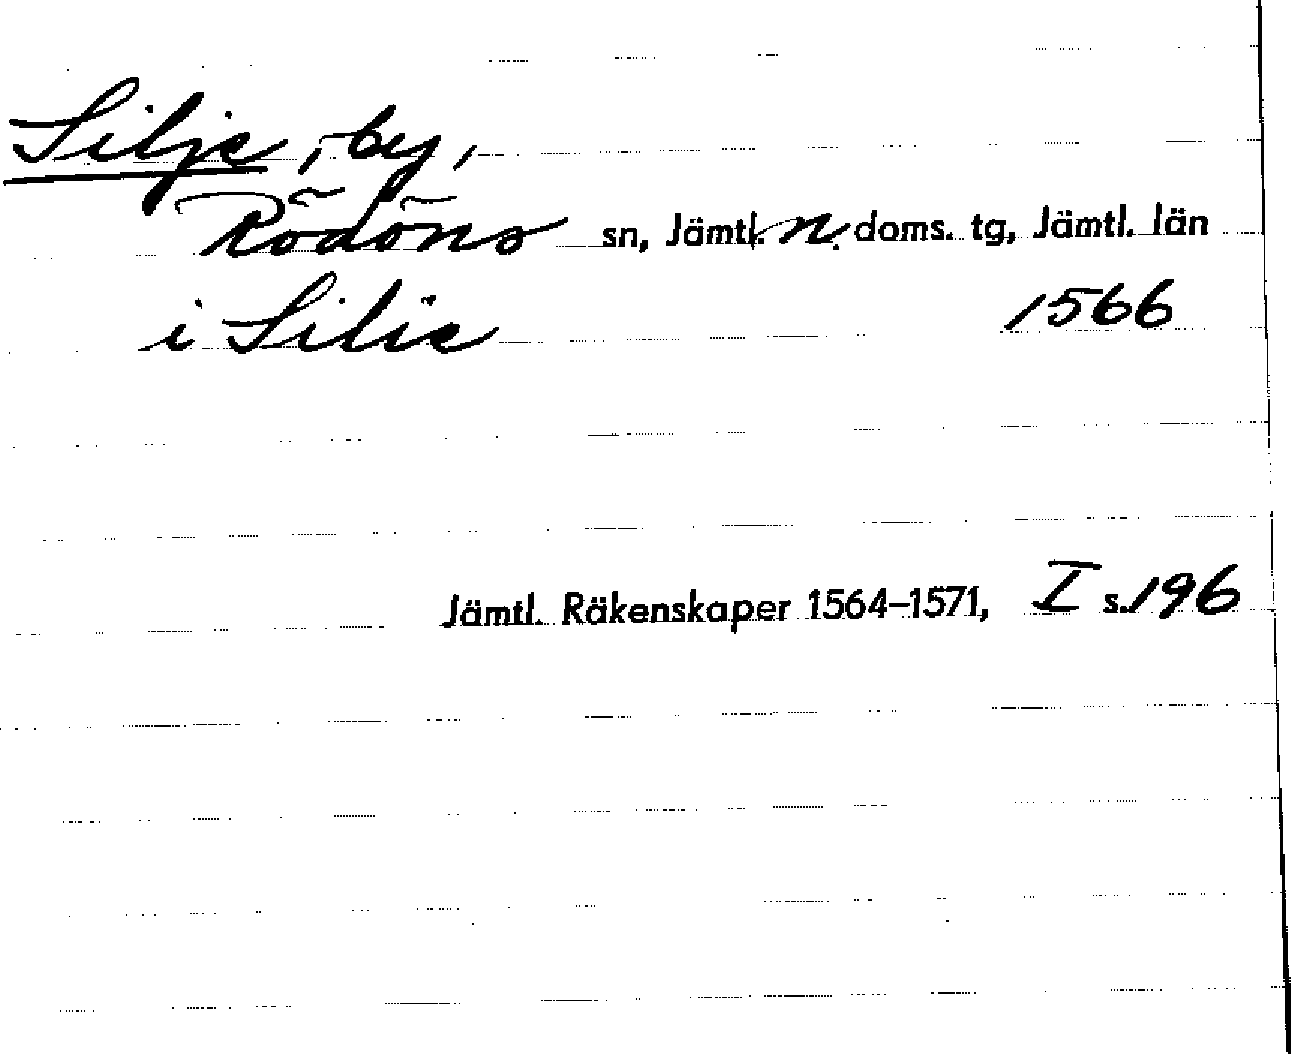 Silje, by,
Rödöns sn, Jämtl. n. doms. tg, Jämtl. län
i Silie 1566
Jämtl. Räkenskaper 1564–1571, I s. 196